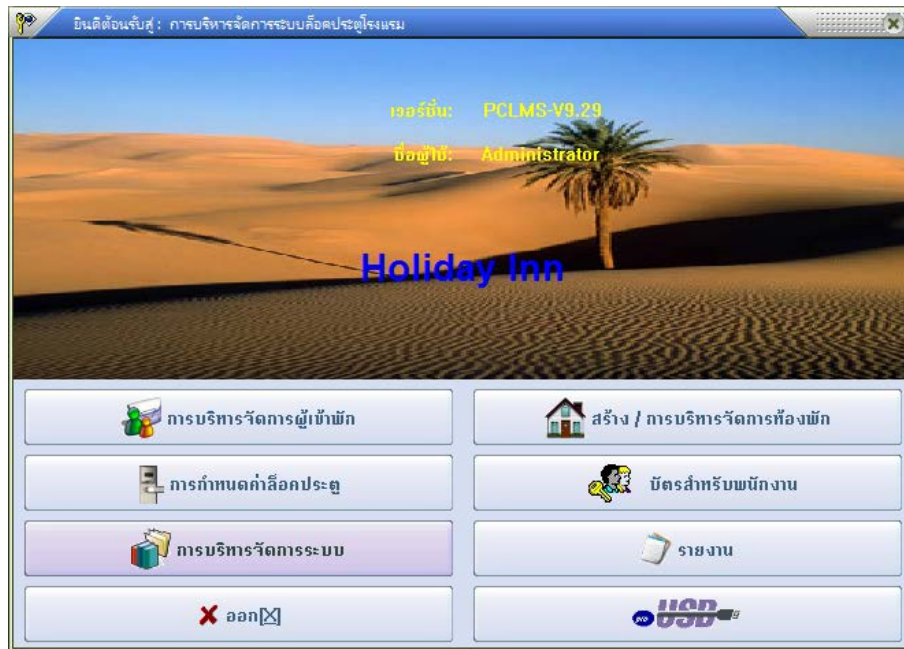 ยินดีต้อนรับสู่ : การบริหารจัดการระบบล็อคประตูโรงแรม
เวอร์ชั่น: PCLMS-V9.29
ชื่อผู้ใช้: Administrator
Holiday Inn
การบริหารจัดการผู้เข้าพัก
สร้าง / การบริหารจัดการห้องพัก
การกำหนดค่าล็อคประตู
บัตรสำหรับพนักงาน
การบริหารจัดการระบบ
รายงาน
ออก[X]
pro USB